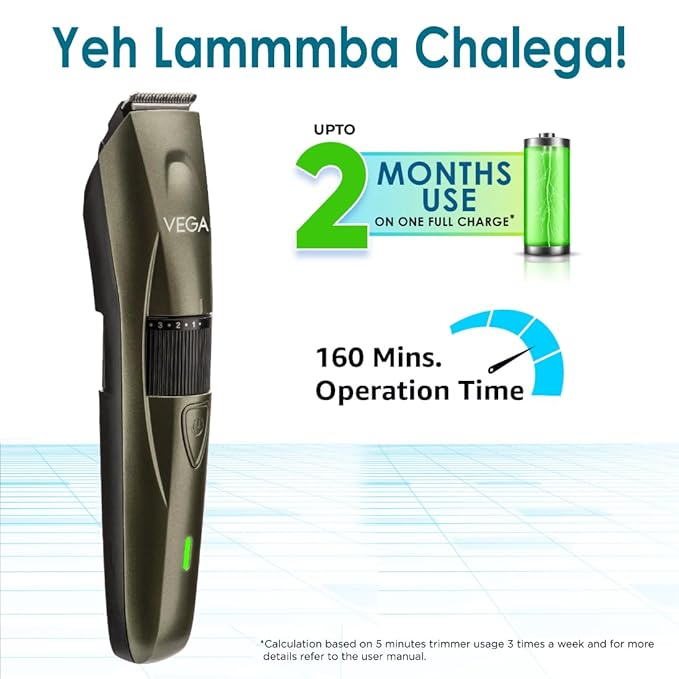 Yeh Lammmba Chalega!
UPTO
2 MONTHS
USE
ON ONE FULL CHARGE*
VEGA
• 3 • 2 • 1 •
160 Mins.
Operation Time
*Calculation based on 5 minutes trimmer usage 3 times a week and for more
details refer to the user manual.